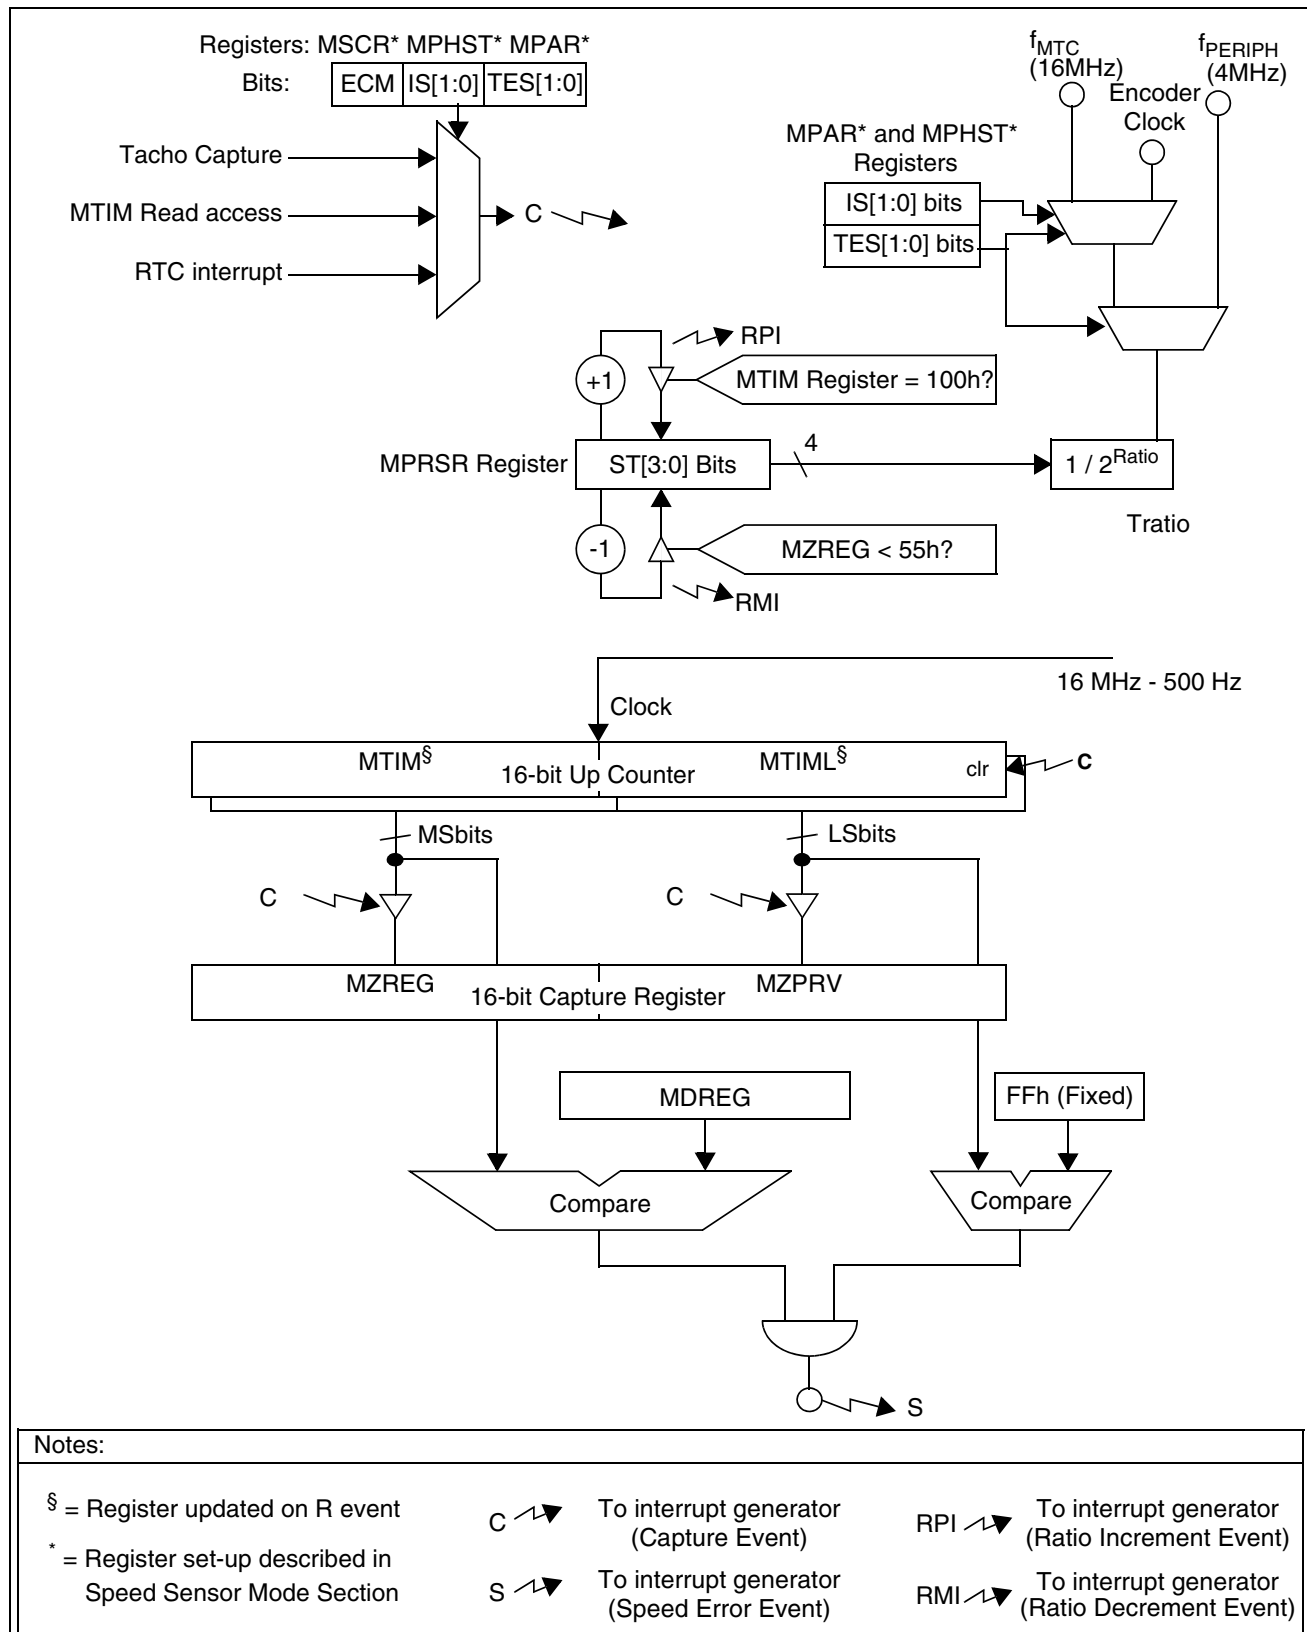 Registers: MSCR* MPHST* MPAR*
Bits:
ECM IS[1:0] TES[1:0]
Tacho Capture
MTIM Read access
RTC interrupt
C
fMTC
(16MHz)
fPERIPH
(4MHz)
Encoder
Clock
MPAR* and MPHST*
Registers
IS[1:0] bits
TES[1:0] bits
RPI
+1
MTIM Register = 100h?
MPRSR Register
ST[3:0] Bits
4
1 / 2^Ratio
Tratio
-1
MZREG < 55h?
RMI
16 MHz - 500 Hz
Clock
MTIM§
MTIML§
16-bit Up Counter
clr
C
MSbits
LSbits
C
C
MZREG
MZPRV
16-bit Capture Register
MDREG
FFh (Fixed)
Compare
Compare
S
Notes:
§ = Register updated on R event
* = Register set-up described in
Speed Sensor Mode Section
C
To interrupt generator
(Capture Event)
S
To interrupt generator
(Speed Error Event)
RPI
To interrupt generator
(Ratio Increment Event)
RMI
To interrupt generator
(Ratio Decrement Event)